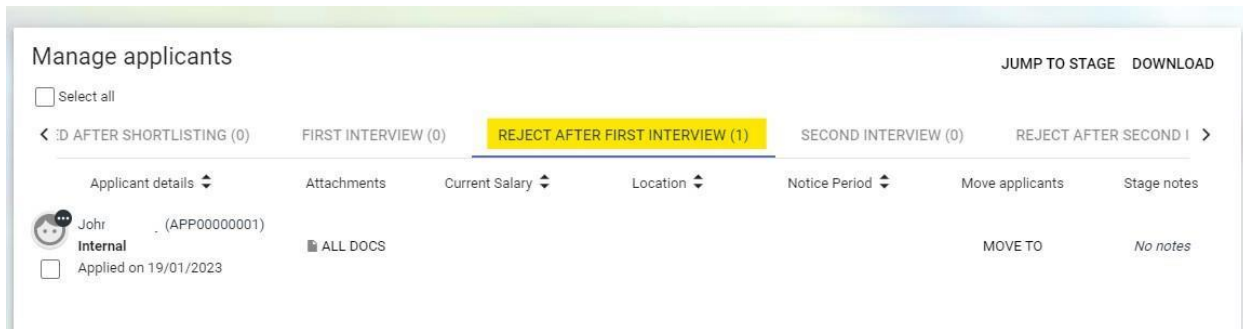 Manage applicants
JUMP TO STAGE DOWNLOAD
Select all
ED AFTER SHORTLISTING (0) FIRST INTERVIEW (0) REJECT AFTER FIRST INTERVIEW (1) SECOND INTERVIEW (0) REJECT AFTER SECOND I
Applicant details Attachments Current Salary Location Notice Period Move applicants Stage notes
(APP00000001)
Internal ALL DOCS MOVE TO No notes
Applied on 19/01/2023